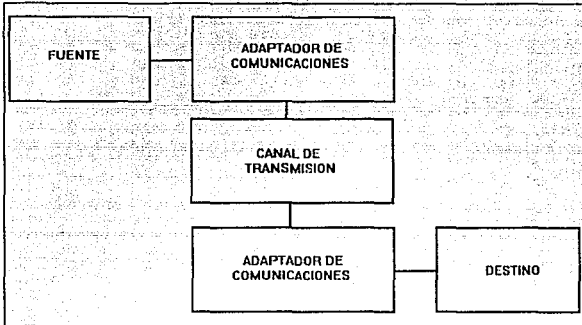 FUENTE
ADAPTADOR DE
COMUNICACIONES
CANAL DE
TRANSMISION
ADAPTADOR DE
COMUNICACIONES
DESTINO